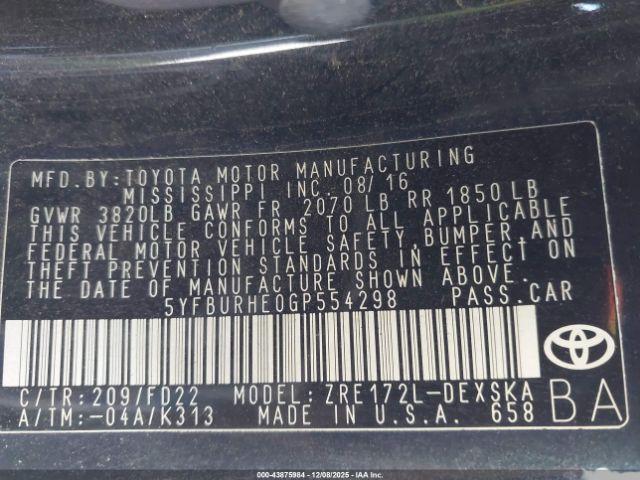 MFD.BY:TOYOTA MOTOR MANUFACTURING
MISSISSIPPI INC. 08/16
GVWR 3820LB GAWR FR 2070 LB RR 1850 LB
THIS VEHICLE CONFORMS TO ALL APPLICABLE
FEDERAL MOTOR VEHICLE SAFETY,BUMPER,AND
THEFT PREVENTION STANDARDS IN EFFECT ON
THE DATE OF MANUFACTURE SHOWN ABOVE.
5YFBURHE0GP554298 PASS.CAR
C/TR:209/FD22 MODEL:ZRE172L-DEXSKA
A/TM:-04A/K313 MADE IN U.S.A. 658
BA
000-43875984 | 12/08/2025 - IAAI.COM